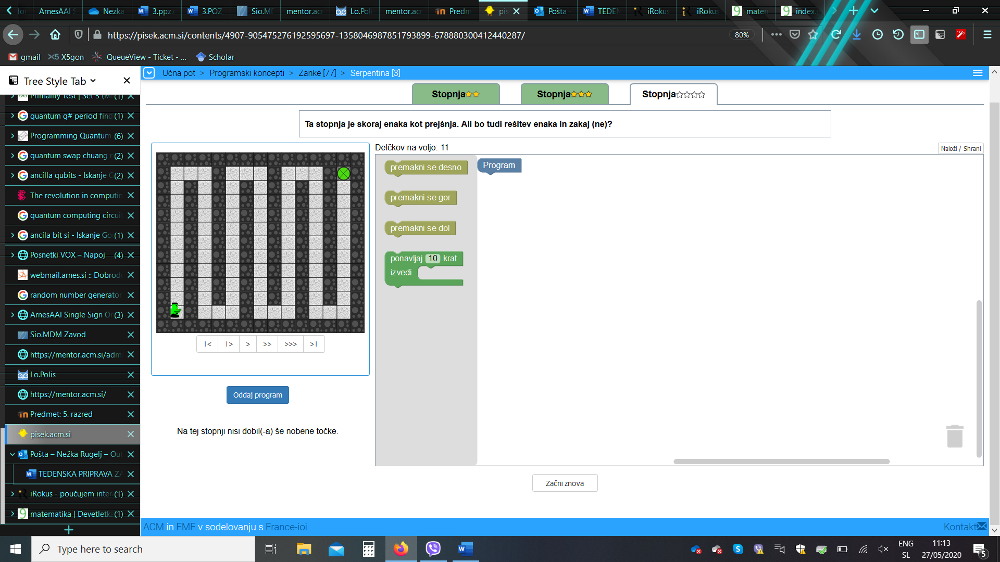 ArnesAAI S
Nezka
3.ppz.
3.POZ
Sio.MD
mentor.ac
Lo.Poli
mentor.ac
Predm
pis
Pošta -
TEDEN
iRokus
iRokus
maten
index.p
https://pisek.acm.si/contents/4907-905475276192595697-1358046987851793899-678880300412440287/
80%
gmail
X5gon
QueueView - Ticket - ...
Scholar
Tree Style Tab
Učna pot > Programski koncepti > Zanke [77] > Serpentina [3]
Primality Test | Set 3 (Mi (1)
quantum q# period find (1)
Programming Quantum (6)
quantum swap chuang (2)
ancilla qubits - Iskanje G (2)
The revolution in computin
quantum computing circuit
ancila bit si - Iskanje Go (1)
Posnetki VOX – Napoj (4)
webmail.arnes.si :: Dobrod
random number generator
ArnesAAI Single Sign O (3)
Sio.MDM Zavod
https://mentor.acm.si/adm
Lo.Polis
https://mentor.acm.si/
Predmet: 5. razred
pisek.acm.si
Pošta – Nežka Rugelj – Out
TEDENSKA PRIPRAVA ZA
iRokus - poučujem inter (1)
matematika | Devetletka (1)
Stopnja
Stopnja
Stopnja
Ta stopnja je skoraj enaka kot prejšnja. Ali bo tudi rešitev enaka in zakaj (ne)?
Delčkov na voljo: 11
Naloži / Shrani
premakni se desno
premakni se gor
premakni se dol
ponavljaj 10 krat
izvedi
Program
|<
|>
>
>>
>>>
>|
Oddaj program
Na tej stopnji nisi dobil(-a) še nobene točke.
Začni znova
ACM in FMF v sodelovanju s France-ioi
Kontakt
Type here to search
ENG
SL
11:13
27/05/2020
5